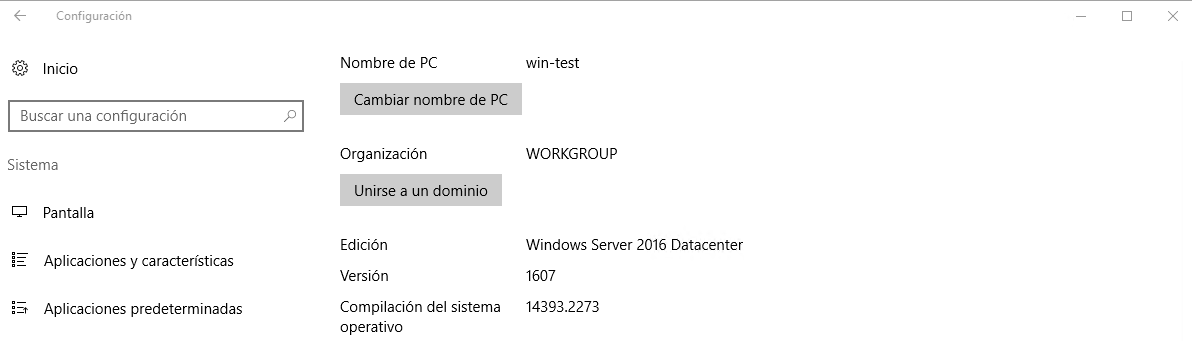 Configuración
Inicio
Buscar una configuración
Sistema
Pantalla
Aplicaciones y características
Aplicaciones predeterminadas
Nombre de PC win-test
Cambiar nombre de PC
Organización WORKGROUP
Unirse a un dominio
Edición Windows Server 2016 Datacenter
Versión 1607
Compilación del sistema 14393.2273
operativo